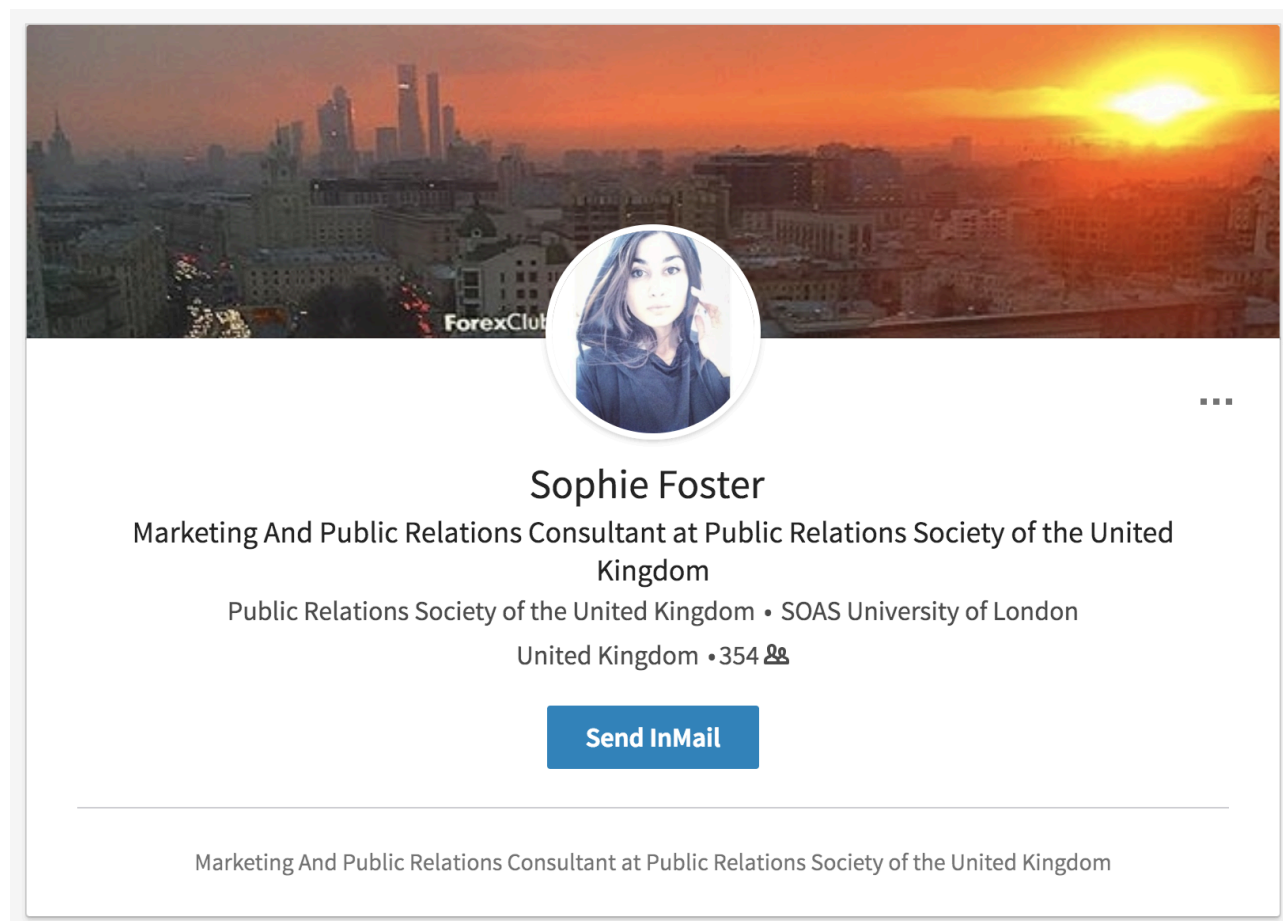 ForexClub
Sophie Foster
Marketing And Public Relations Consultant at Public Relations Society of the United
Kingdom
Public Relations Society of the United Kingdom • SOAS University of London
United Kingdom • 354
Send InMail
Marketing And Public Relations Consultant at Public Relations Society of the United Kingdom